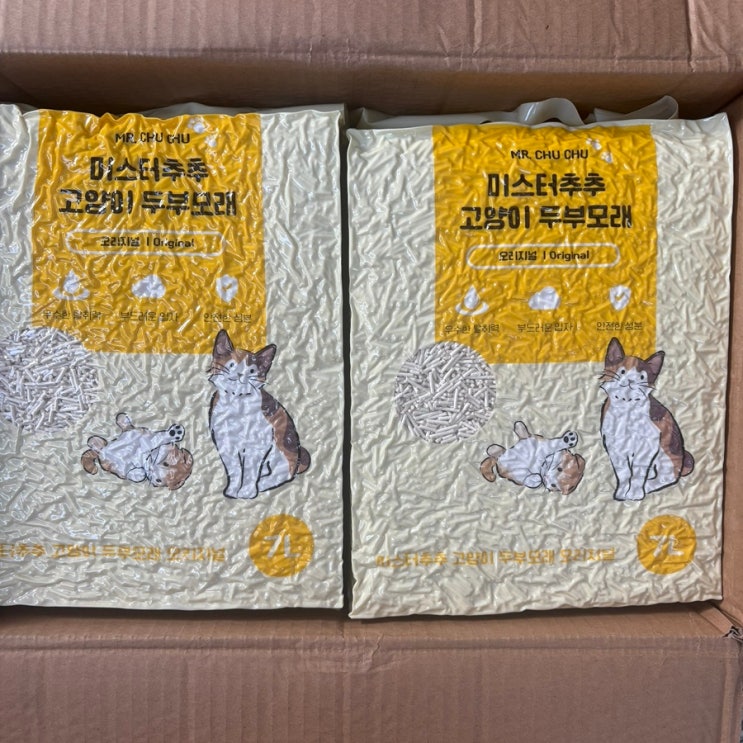 MR. CHU CHU
미스터추추
고양이 두부모래
오리지널 | Original
우수한 탈취력
부드러운 입자
안전한 성분
미스터추추 고양이 두부모래 오리지널
7L
MR. CHU CHU
미스터추추
고양이 두부모래
오리지널 | Original
우수한 탈취력
부드러운 입자
안전한 성분
미스터추추 고양이 두부모래 오리지널
7L